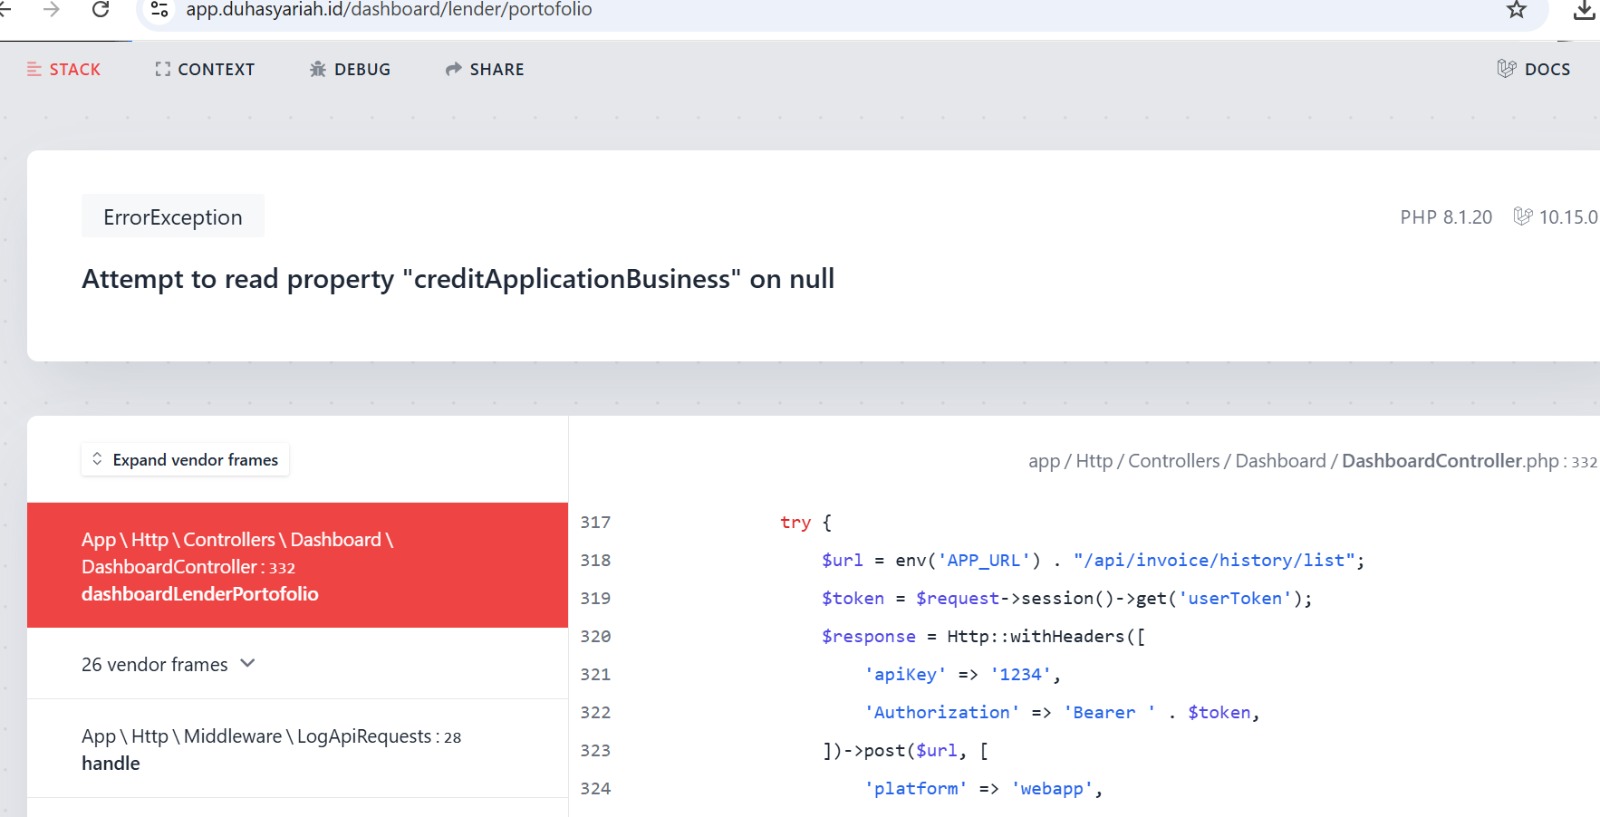 app.duhasyariah.id/dashboard/lender/portofolio
STACK CONTEXT DEBUG SHARE DOCS
ErrorException
PHP 8.1.20 10.15.0
Attempt to read property "creditApplicationBusiness" on null
Expand vendor frames
app / Http / Controllers / Dashboard / DashboardController.php : 332
App \ Http \ Controllers \ Dashboard \
DashboardController : 332
dashboardLenderPortofolio
26 vendor frames
App \ Http \ Middleware \ LogApiRequests : 28
handle
317 try {
318 $url = env('APP_URL') . "/api/invoice/history/list";
319 $token = $request->session()->get('userToken');
320 $response = Http::withHeaders([
321 'apiKey' => '1234',
322 'Authorization' => 'Bearer ' . $token,
323 ])->post($url, [
324 'platform' => 'webapp',